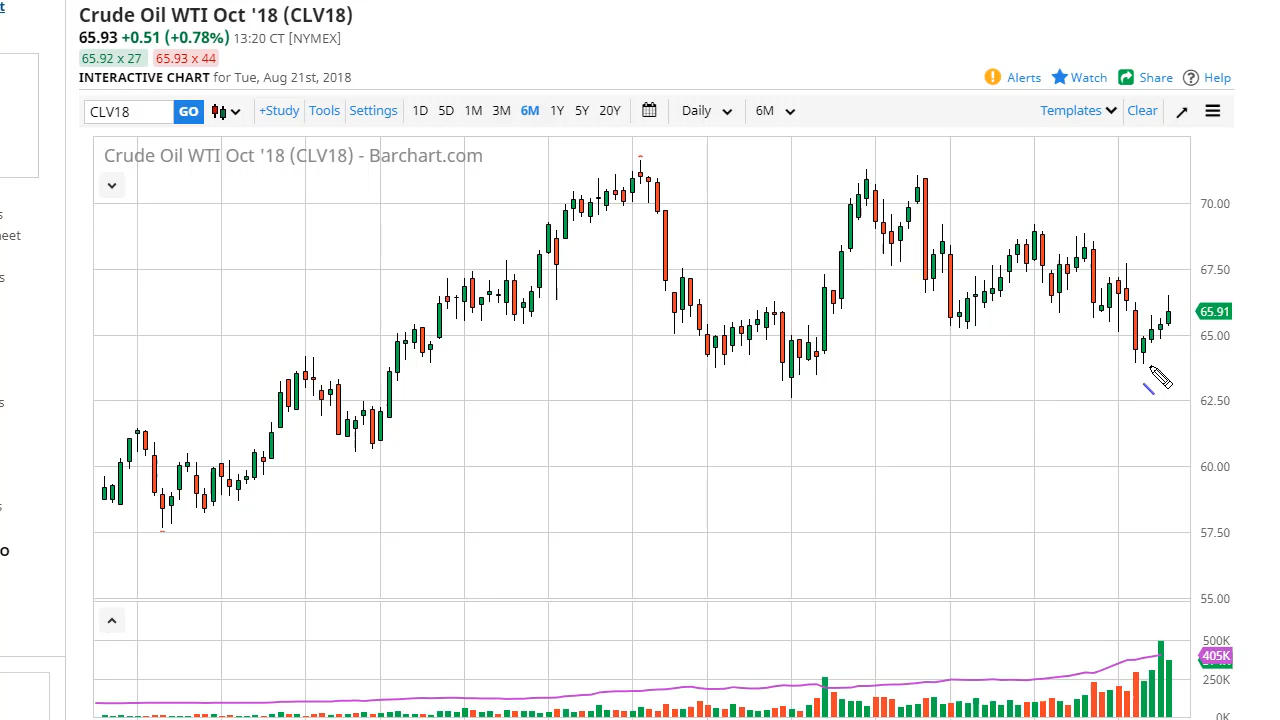 t
Crude Oil WTI Oct '18 (CLV18)
65.93 +0.51 (+0.78%) 13:20 CT [NYMEX]
65.92 x 27 65.93 x 44
INTERACTIVE CHART for Tue, Aug 21st, 2018
Alerts Watch Share Help
CLV18 GO +Study Tools Settings 1D 5D 1M 3M 6M 1Y 5Y 20Y Daily 6M Templates Clear
Crude Oil WTI Oct '18 (CLV18) - Barchart.com
70.00
67.50
65.91
65.00
62.50
60.00
57.50
55.00
500K
405K
250K
0K
s
neet
s
s
s
o